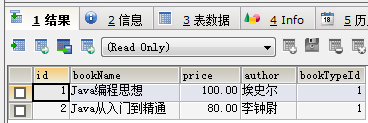 1 结果 2 信息 3 表数据 4 Info 5 历
(Read Only)
id bookName price author bookTypeId
1 Java编程思想 100.00 埃史尔 1
2 Java从入门到精通 80.00 李钟尉 1